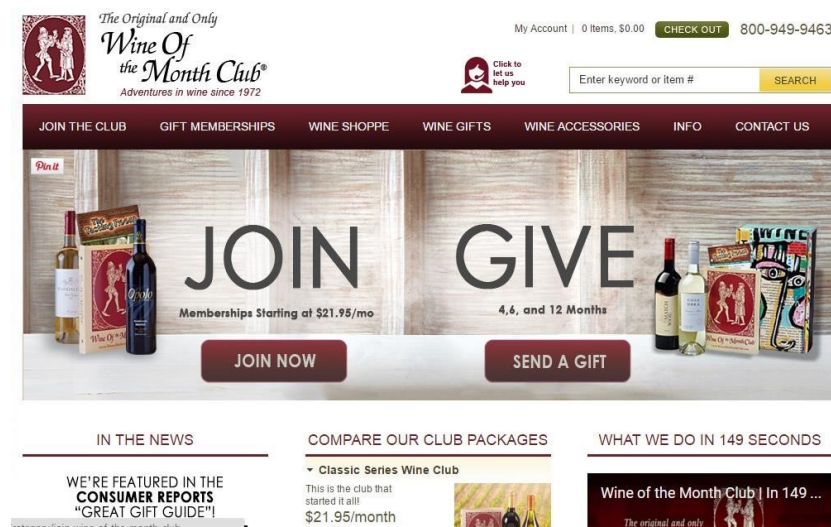 The Original and Only
Wine Of
the Month Club®
Adventures in wine since 1972
My Account | 0 Items, $0.00 CHECK OUT 800-949-9463
Click to
let us
help you
Enter keyword or item # SEARCH
JOIN THE CLUB GIFT MEMBERSHIPS WINE SHOPPE WINE GIFTS WINE ACCESSORIES INFO CONTACT US
Pin it
JOIN
Memberships Starting at $21.95/mo
JOIN NOW
GIVE
4,6, and 12 Months
SEND A GIFT
Opolo
IN THE NEWS
WE'RE FEATURED IN THE
CONSUMER REPORTS
"GREAT GIFT GUIDE"!
COMPARE OUR CLUB PACKAGES
Classic Series Wine Club
This is the club that
started it all!
$21.95/month
WHAT WE DO IN 149 SECONDS
Wine of the Month Club | In 149 ...
The original and only